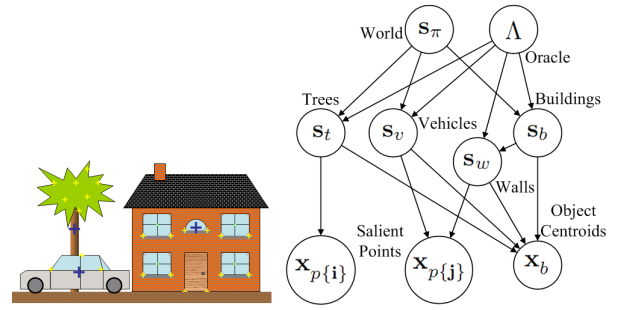 World
s_π
Λ
Oracle
Trees
Buildings
s_t
s_v
Vehicles
s_b
s_w
Walls
Salient
Points
Object
Centroids
x_p{i}
x_p{j}
x_b